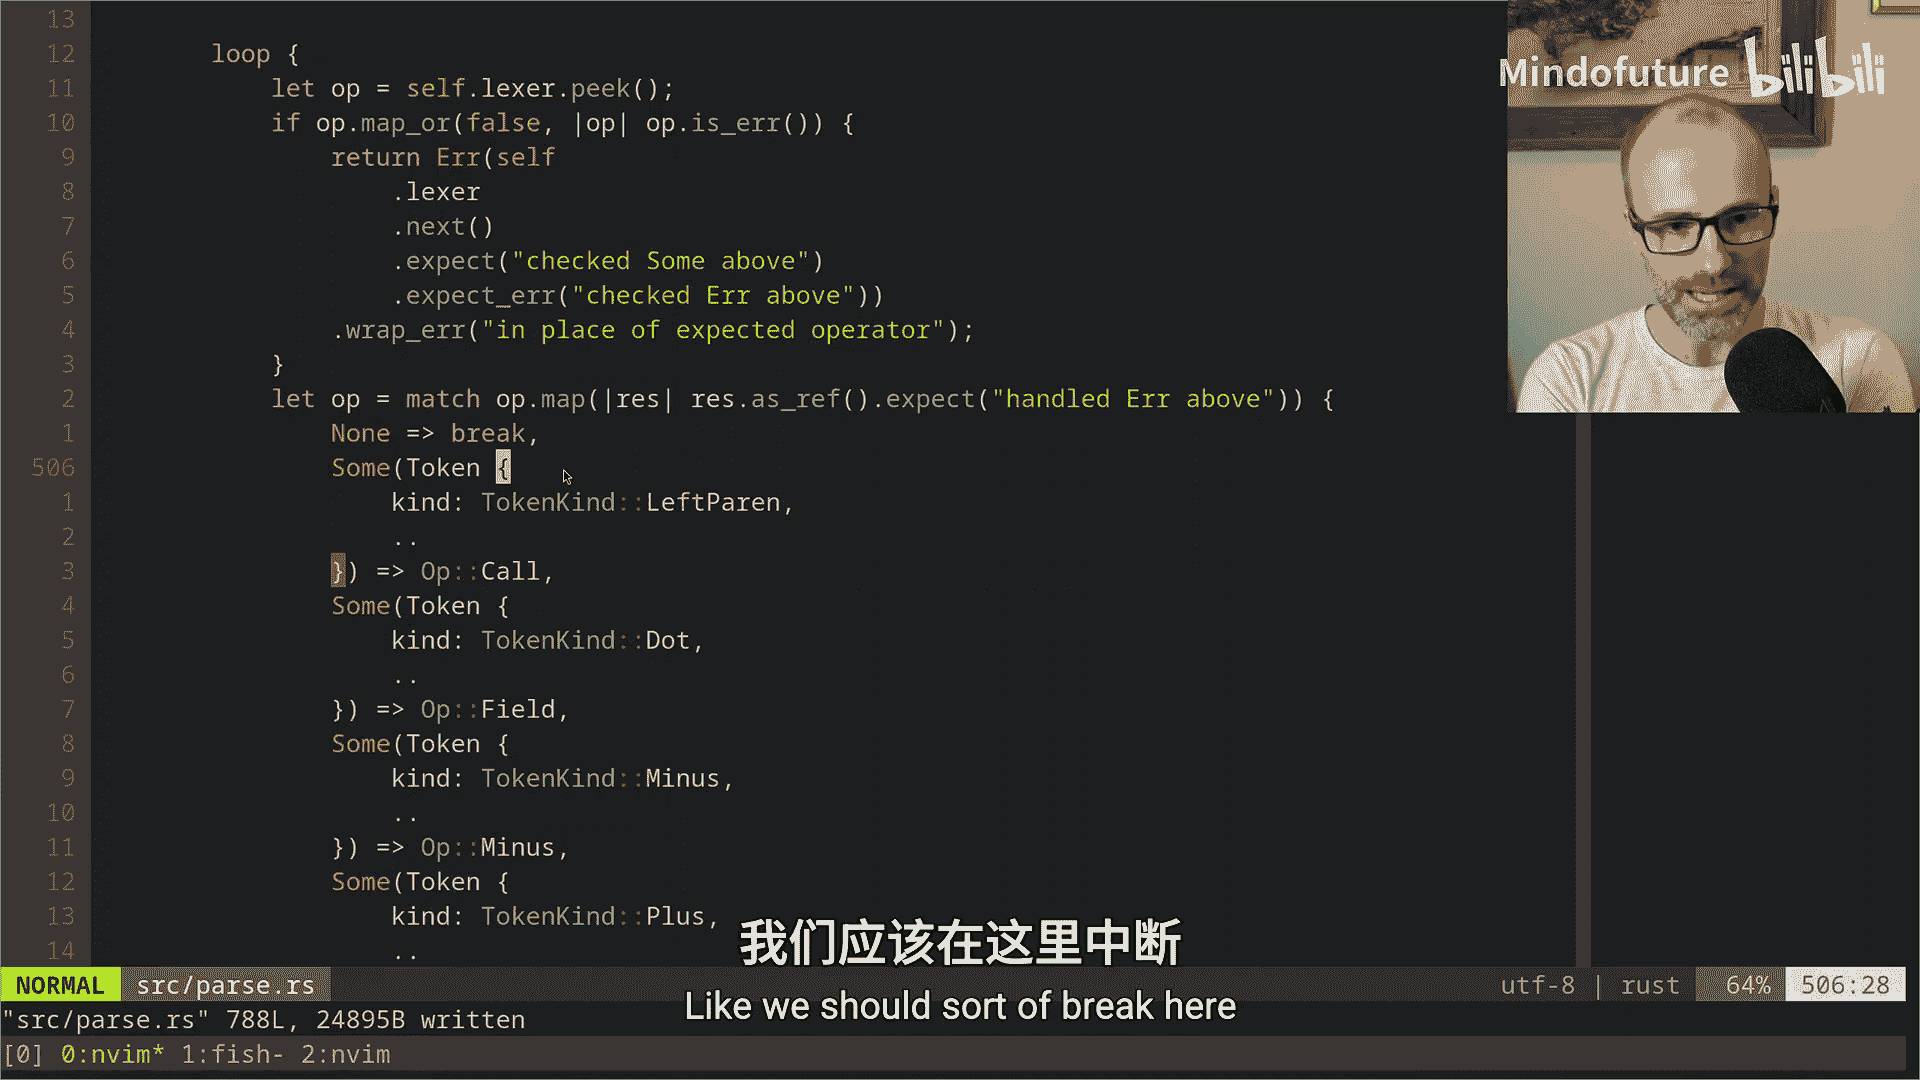 13
12 loop {
11 let op = self.lexer.peek();
10 if op.map_or(false, |op| op.is_err()) {
9 return Err(self
8 .lexer
7 .next()
6 .expect("checked Some above")
5 .expect_err("checked Err above"))
4 .wrap_err("in place of expected operator");
3 }
2 let op = match op.map(|res| res.as_ref().expect("handled Err above")) {
1 None => break,
506 Some(Token {
1 kind: TokenKind::LeftParen,
2 ..
3 }) => Op::Call,
4 Some(Token {
5 kind: TokenKind::Dot,
6 ..
7 }) => Op::Field,
8 Some(Token {
9 kind: TokenKind::Minus,
10 ..
11 }) => Op::Minus,
12 Some(Token {
13 kind: TokenKind::Plus,
14 ..
Mindofuture bilibili
我们应该在这里中断
Like we should sort of break here
NORMAL src/parse.rs utf-8 | rust 64% 506:28
"src/parse.rs" 788L, 24895B written
[0] 0:nvim* 1:fish- 2:nvim